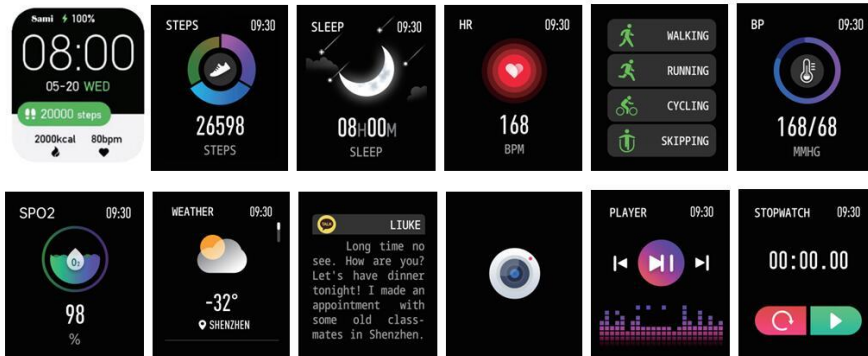 Sami 100%
08:00
05-20 WED
20000 steps
2000kcal 80bpm
STEPS 09:30
26598
STEPS
SLEEP 09:30
08H00M
SLEEP
HR 09:30
168
BPM
WALKING
RUNNING
CYCLING
SKIPPING
BP 09:30
168/68
MMHG
SPO2 09:30
O2
98
%
WEATHER 09:30
-32°
SHENZHEN
TALK
LIUKE
Long time no
see. How are you?
Let's have dinner
tonight! I made an
appointment with
some old class-
mates in Shenzhen.
PLAYER 09:30
STOPWATCH 09:30
00:00.00